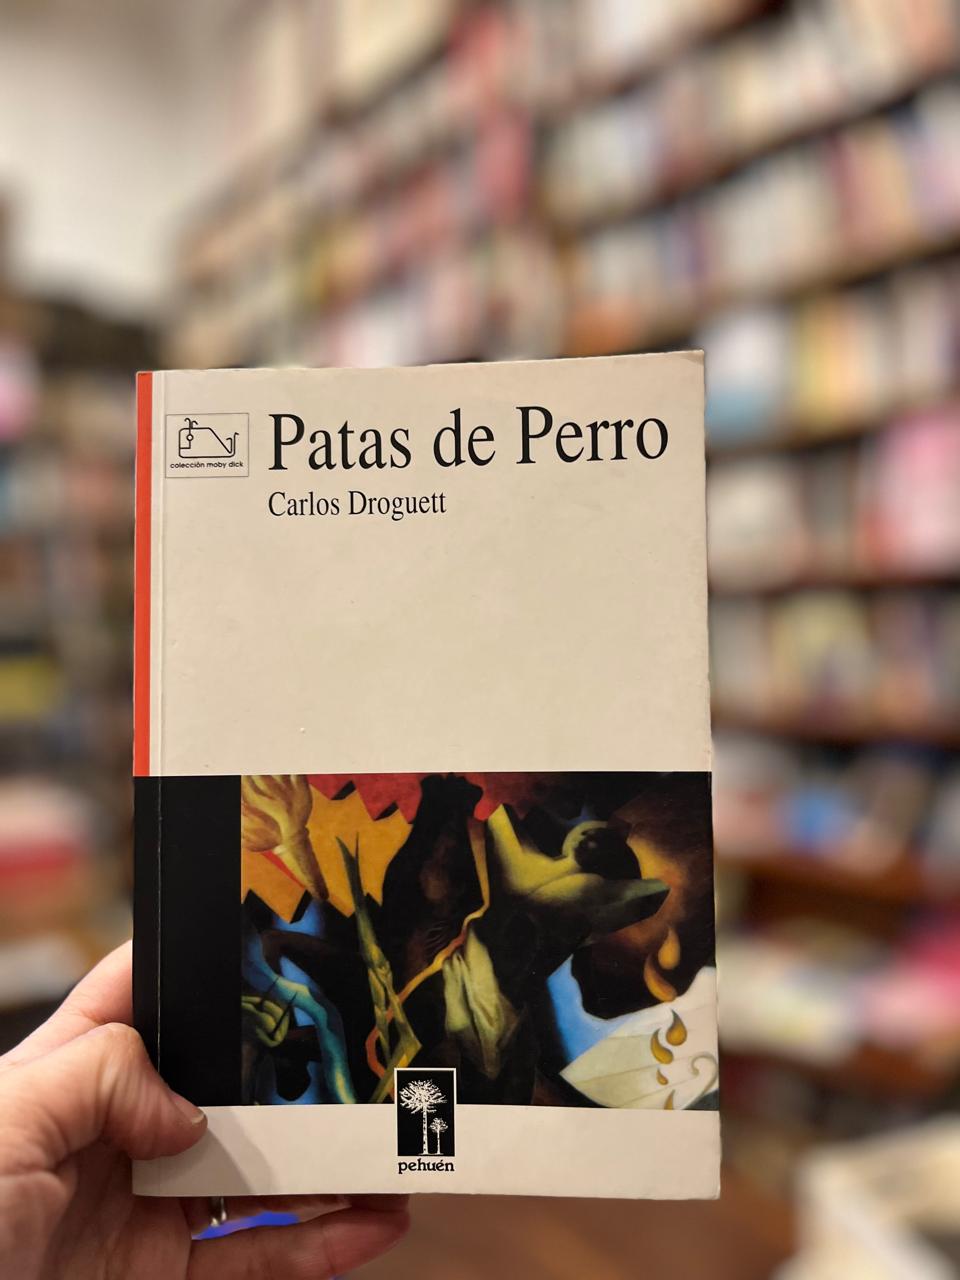 Patas de Perro
Carlos Droguett
colección moby dick
pehuén